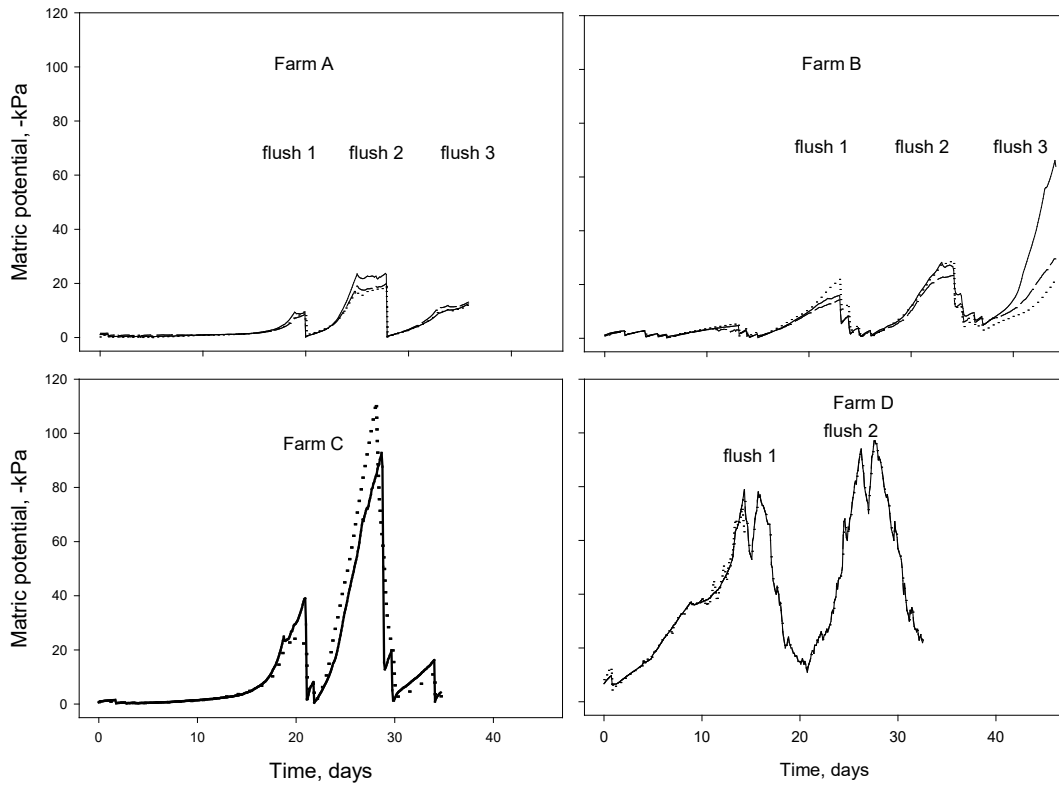 120
100
80
60
40
20
0
Matric potential, -kPa
Farm A
flush 1 flush 2 flush 3
Farm B
flush 1 flush 2 flush 3
120
100
80
60
40
20
0
Matric potential, -kPa
Farm C
0 10 20 30 40
Time, days
Farm D
flush 2
flush 1
0 10 20 30 40
Time, days